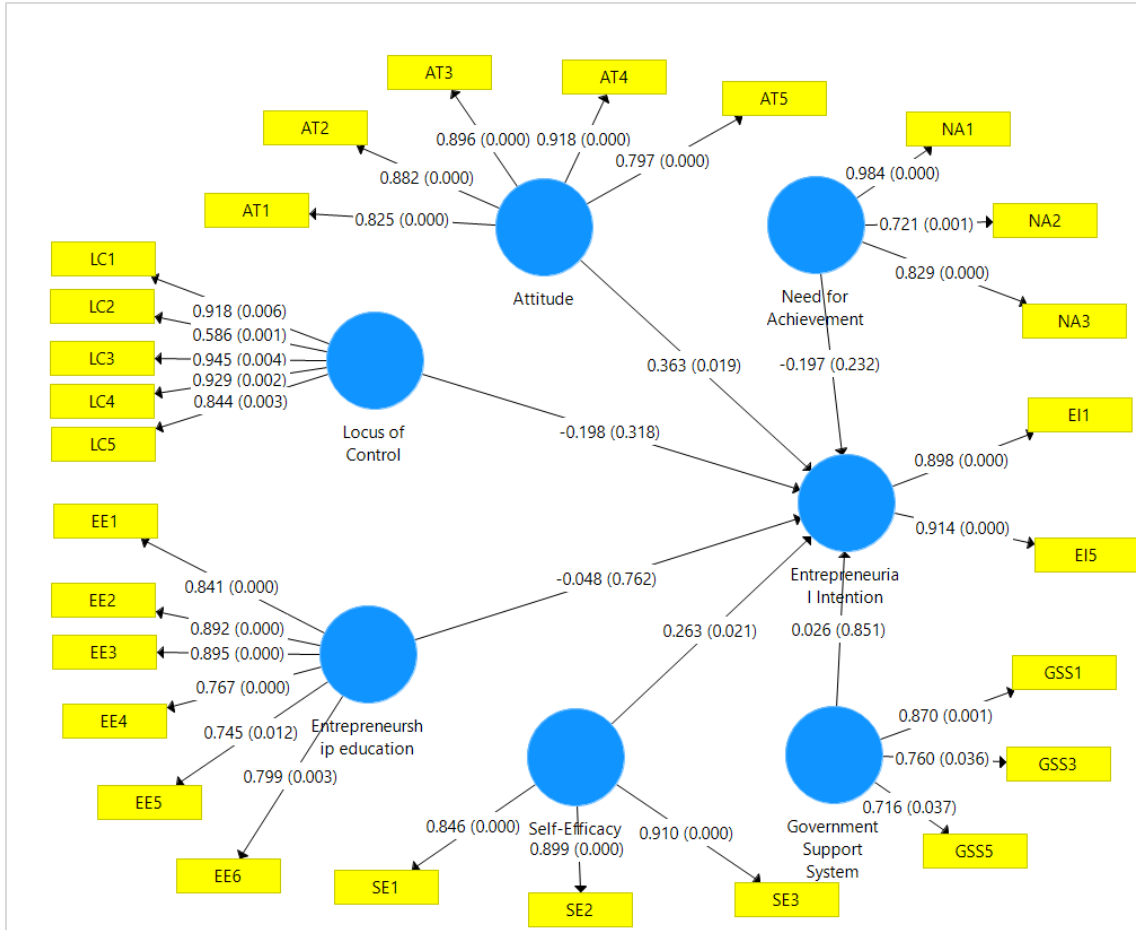 AT3
AT4
AT5
AT2
NA1
0.896 (0.000)
0.918 (0.000)
0.797 (0.000)
0.882 (0.000)
0.984 (0.000)
AT1
0.825 (0.000)
0.721 (0.001)
NA2
LC1
0.829 (0.000)
Attitude
Need for
Achievement
NA3
LC2
0.918 (0.006)
0.586 (0.001)
LC3
0.945 (0.004)
0.929 (0.002)
LC4
0.844 (0.003)
LC5
0.363 (0.019)
-0.197 (0.232)
Locus of
Control
-0.198 (0.318)
EI1
0.898 (0.000)
EE1
0.914 (0.000)
EI5
0.841 (0.000)
-0.048 (0.762)
Entrepreneuria
l Intention
EE2
0.892 (0.000)
EE3
0.895 (0.000)
0.263 (0.021)
0.026 (0.851)
0.767 (0.000)
GSS1
EE4
0.745 (0.012)
Entrepreneursh
ip education
0.870 (0.001)
0.760 (0.036)
GSS3
0.799 (0.003)
0.716 (0.037)
EE5
0.846 (0.000)
Self-Efficacy
0.910 (0.000)
0.899 (0.000)
Government
Support
System
GSS5
EE6
SE1
SE2
SE3